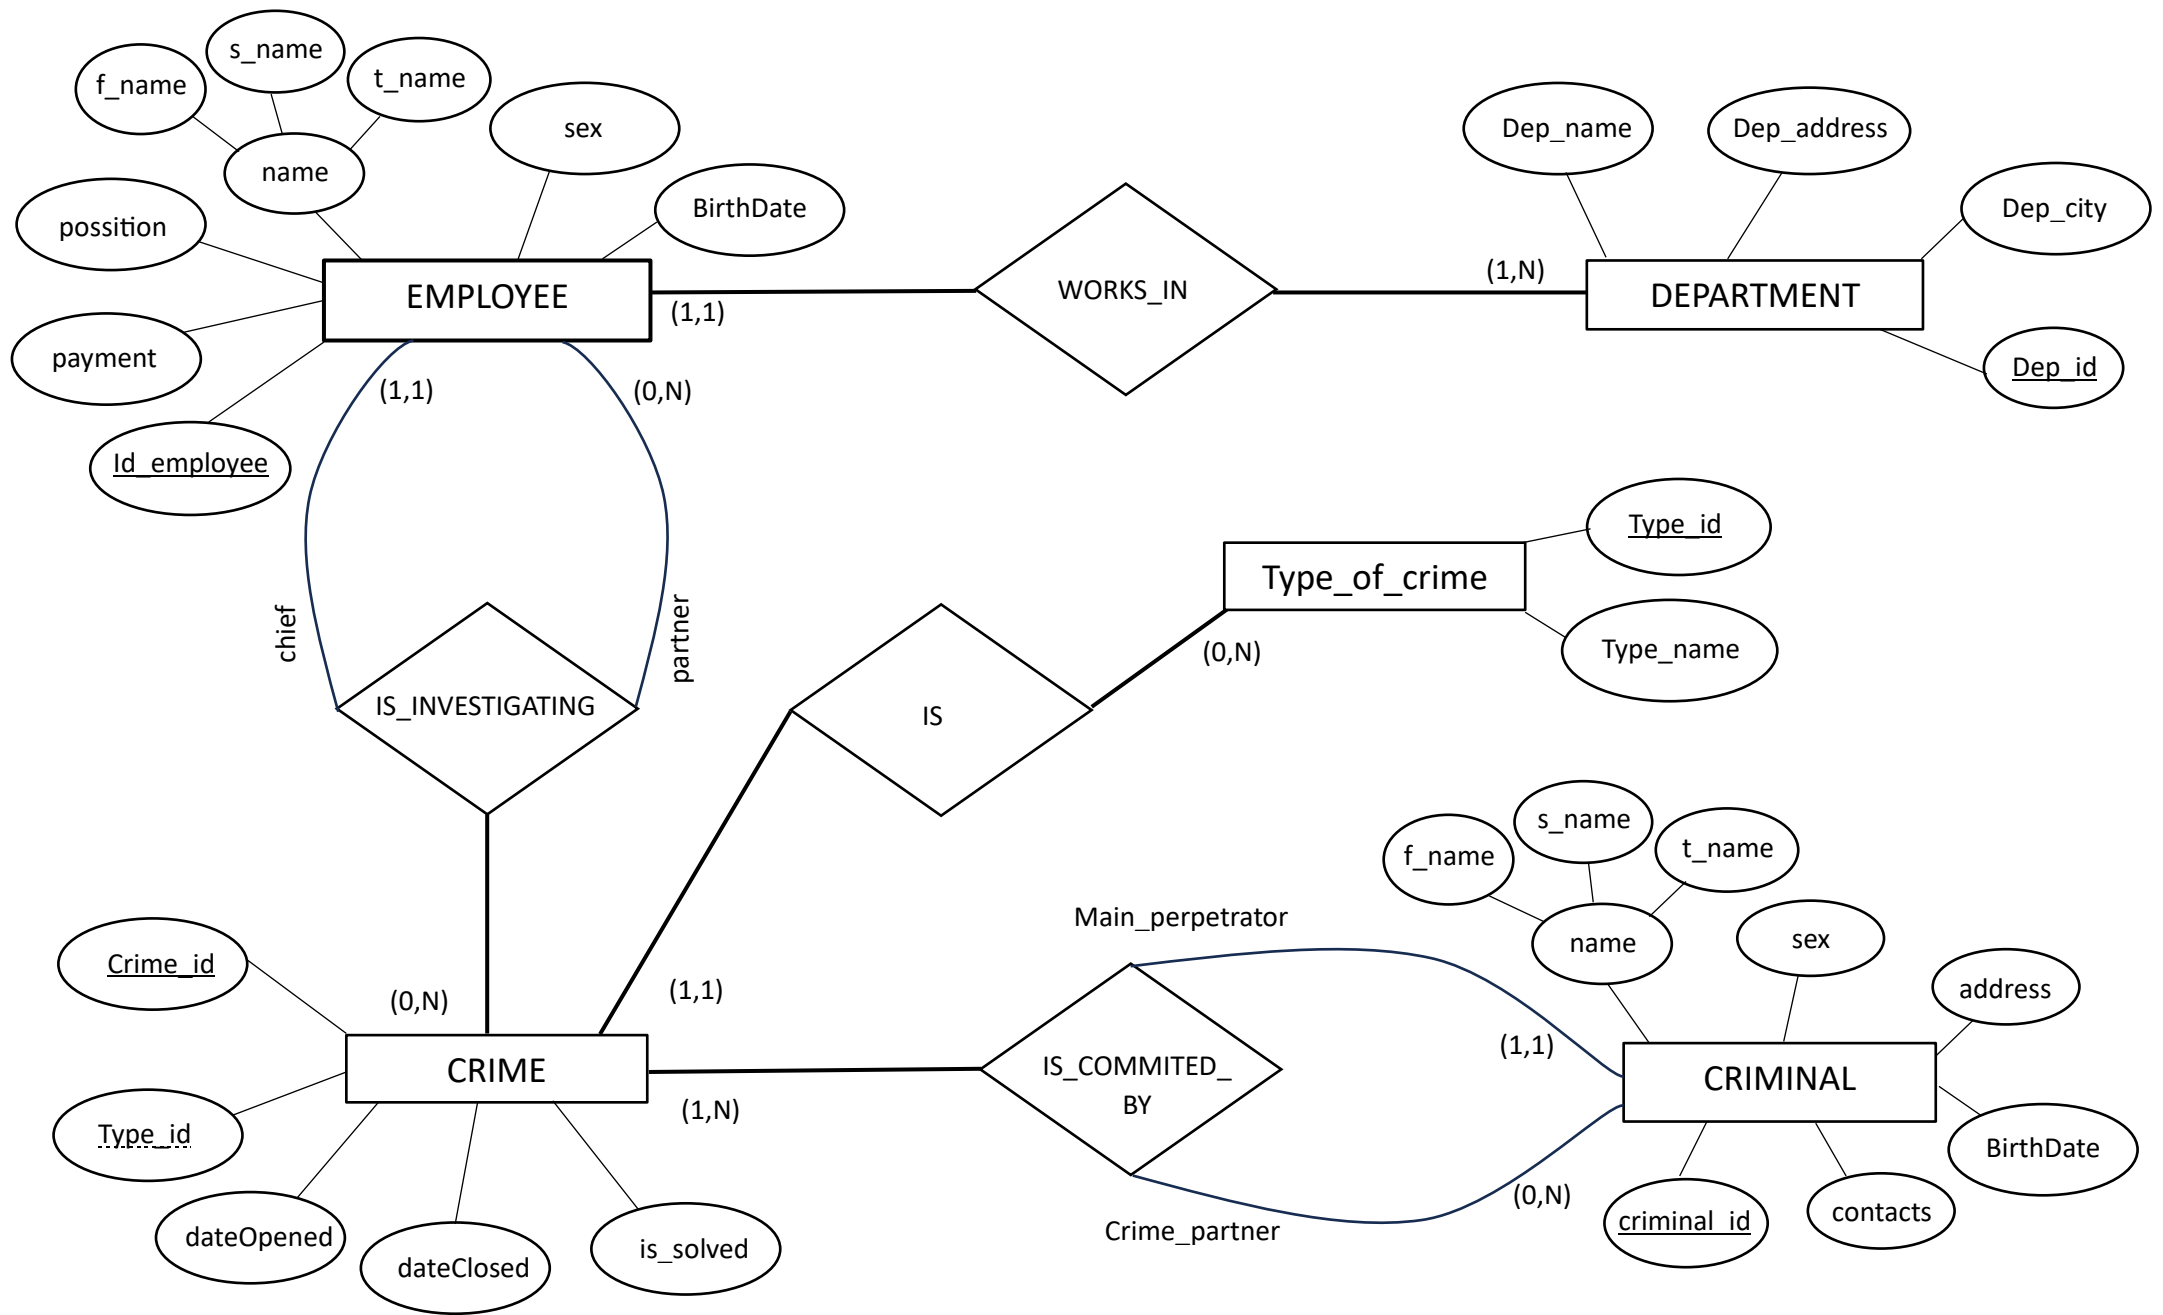 s_name
f_name
t_name
sex
name
BirthDate
possition
EMPLOYEE
payment
Id_employee
(1,1)
WORKS_IN
(1,N)
Dep_name
Dep_address
Dep_city
DEPARTMENT
Dep_id
(1,1)
(0,N)
chief
partner
IS_INVESTIGATING
Type_id
Type_of_crime
Type_name
(0,N)
IS
(1,1)
(0,N)
Crime_id
CRIME
Type_id
dateOpened
dateClosed
is_solved
(1,N)
IS_COMMITED_
BY
Main_perpetrator
(1,1)
Crime_partner
(0,N)
s_name
f_name
t_name
name
sex
address
CRIMINAL
BirthDate
criminal_id
contacts